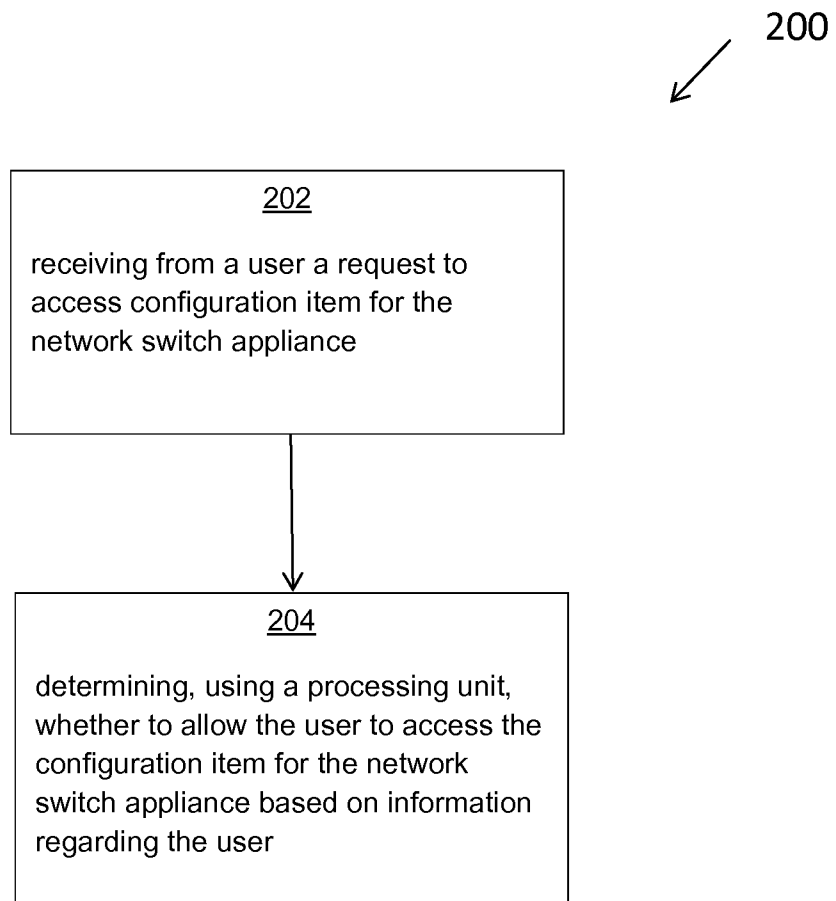 200
202
receiving from a user a request to
access configuration item for the
network switch appliance
204
determining, using a processing unit,
whether to allow the user to access the
configuration item for the network
switch appliance based on information
regarding the user